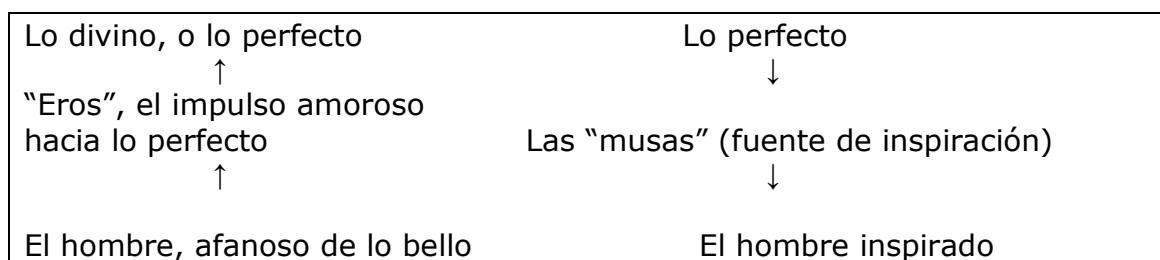 Lo divino, o lo perfecto Lo perfecto
↑ ↓
“Eros”, el impulso amoroso
hacia lo perfecto Las “musas” (fuente de inspiración)
↑ ↓
El hombre, afanoso de lo bello El hombre inspirado